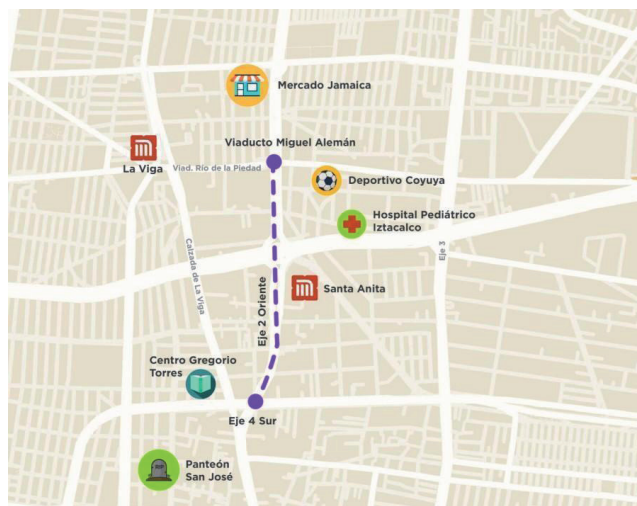 Mercado Jamaica
Viaducto Miguel Alemán
La Viga
Viad. Río de la Piedad
Deportivo Coyuya
Hospital Pediátrico
Iztacalco
Eje 3
Calzada de La Viga
Santa Anita
Eje 2 Oriente
Centro Gregorio
Torres
Eje 4 Sur
RIP
Panteón
San José